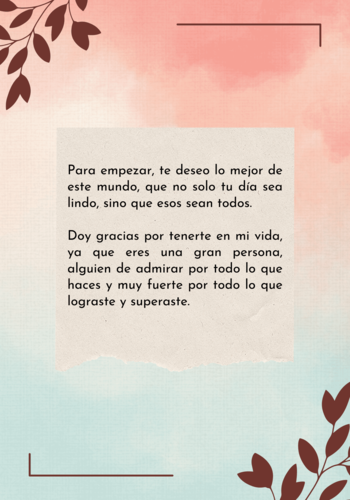 Para empezar, te deseo lo mejor de
este mundo, que no solo tu día sea
lindo, sino que esos sean todos.
Doy gracias por tenerte en mi vida,
ya que eres una gran persona,
alguien de admirar por todo lo que
haces y muy fuerte por todo lo que
lograste y superaste.